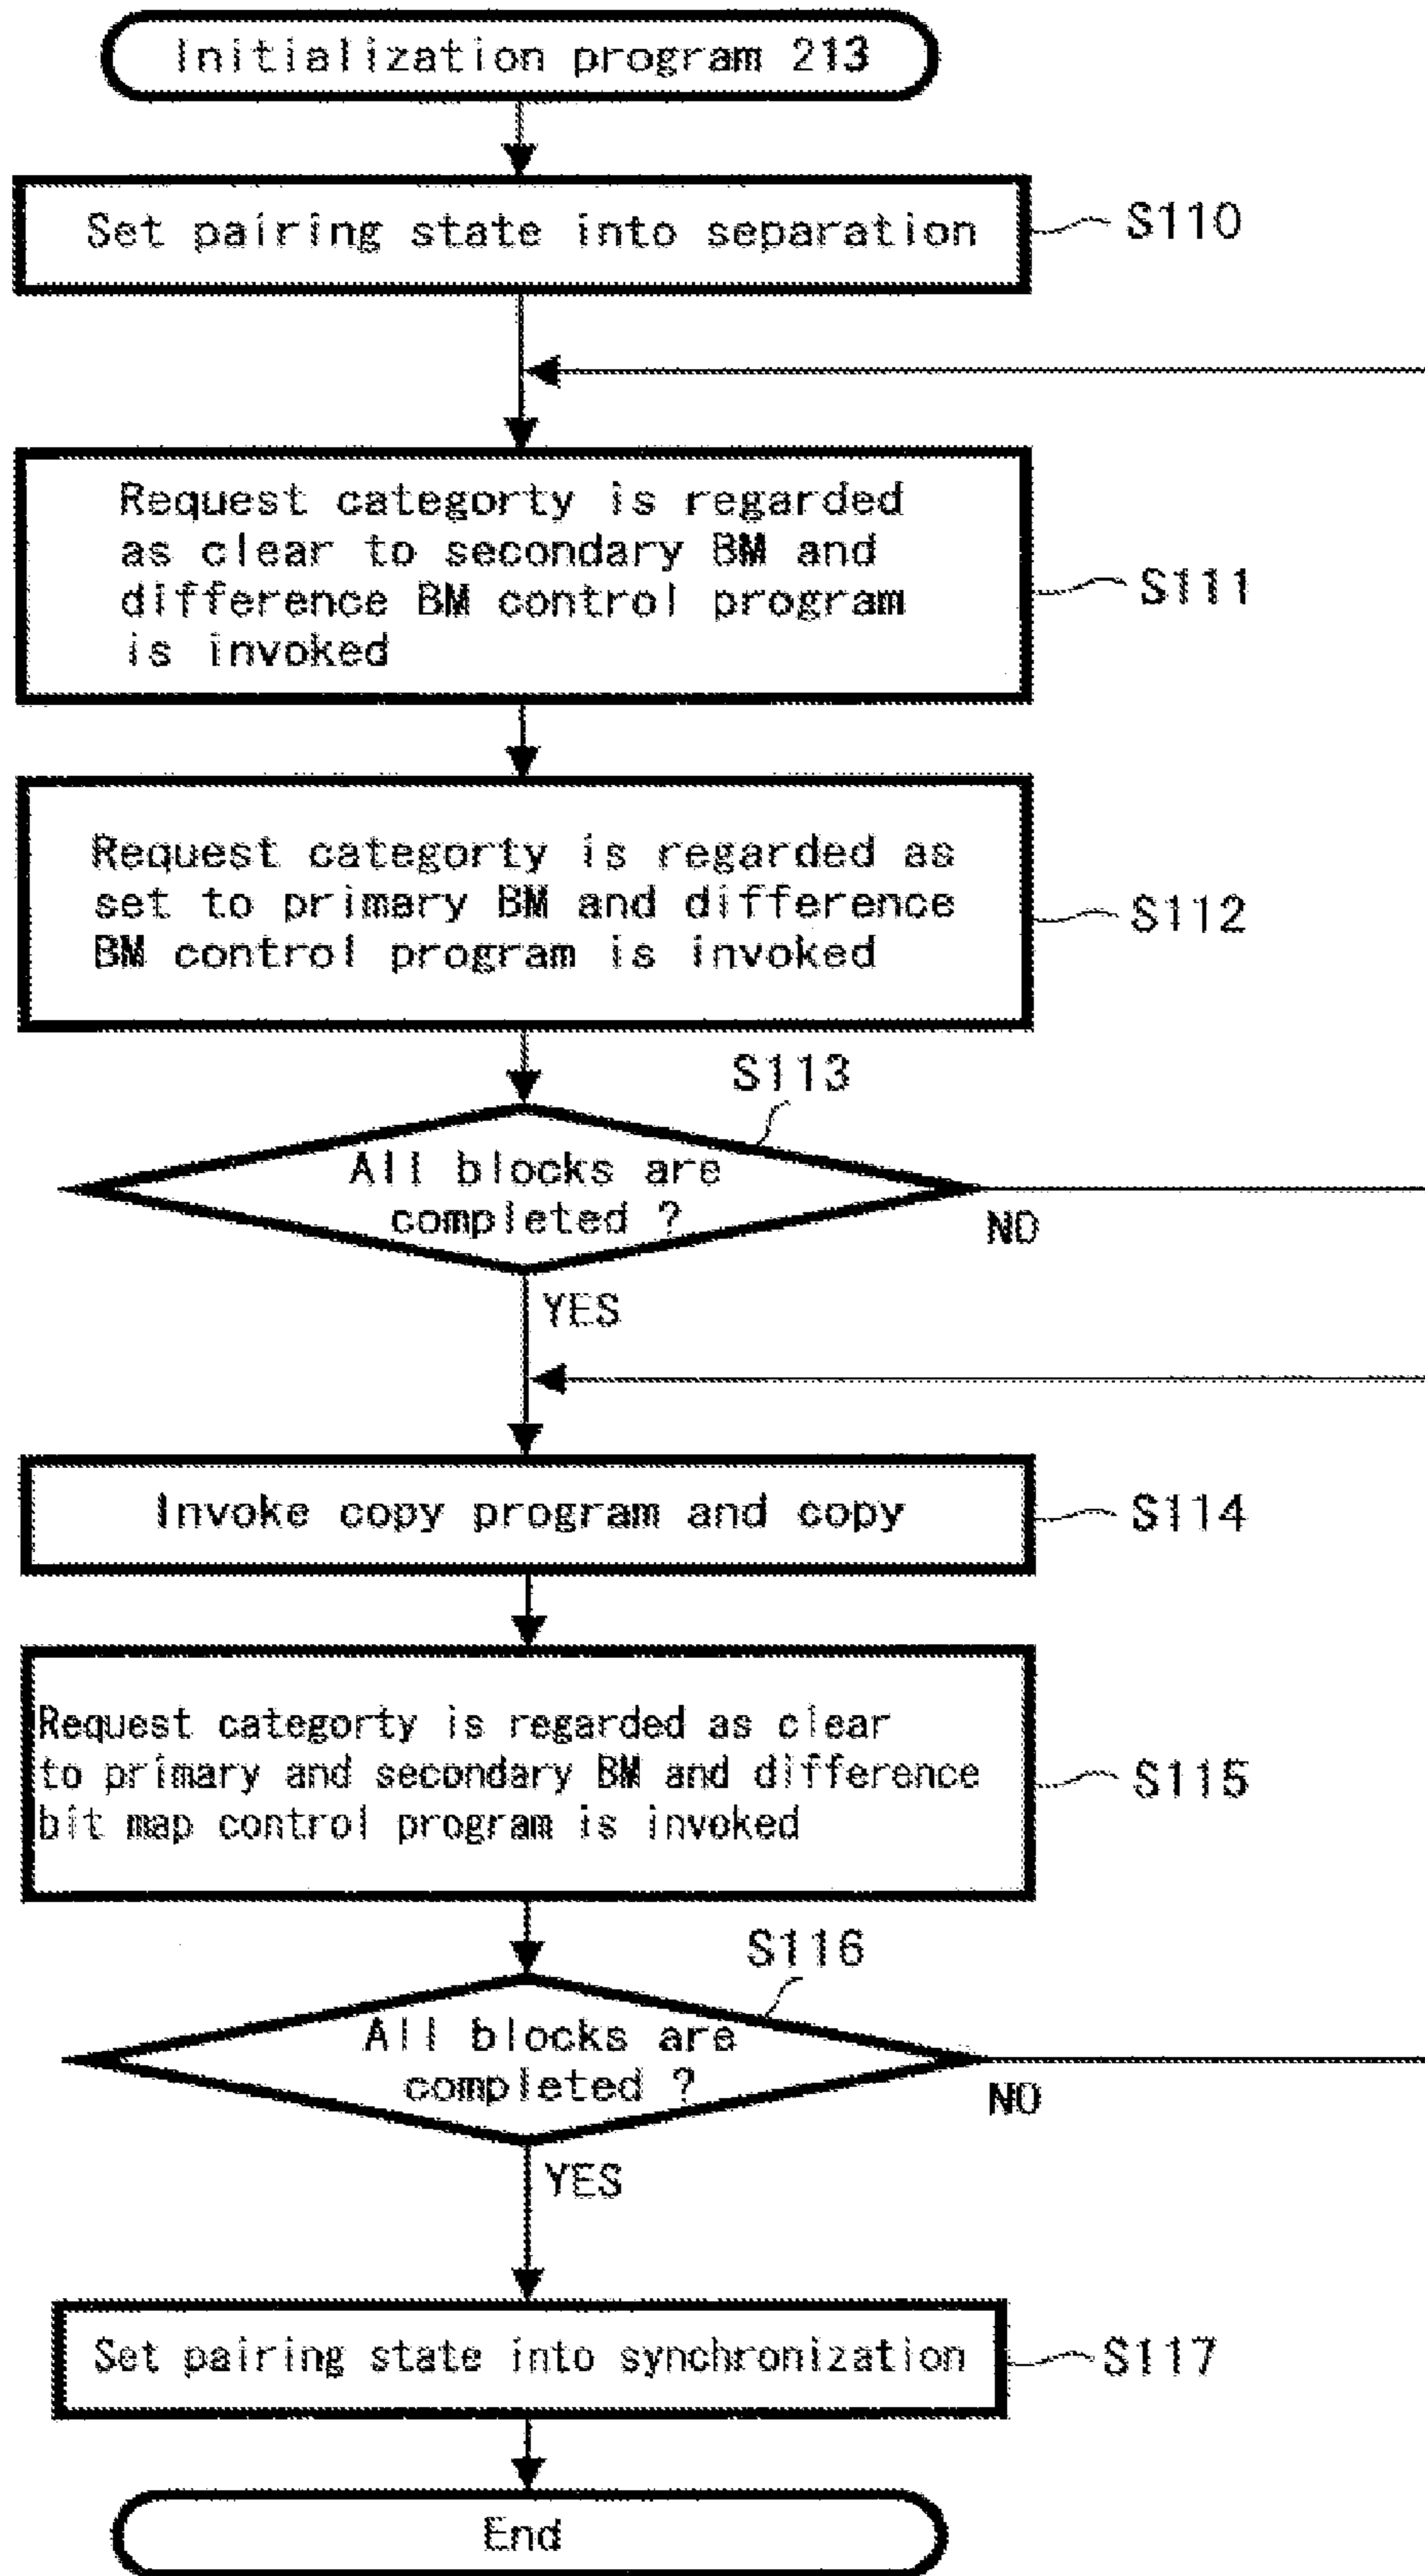 Initialization program 213
Set pairing state into separation
S110
Request categorty is regarded
as clear to secondary BM and
difference BM control program
is invoked
S111
Request categorty is regarded as
set to primary BM and difference
BM control program is invoked
S112
S113
All blocks are
completed ?
NO
YES
Invoke copy program and copy
S114
Request categorty is regarded as clear
to primary and secondary BM and difference
bit map control program is invoked
S115
S116
All blocks are
completed ?
NO
YES
Set pairing state into synchronization
S117
End